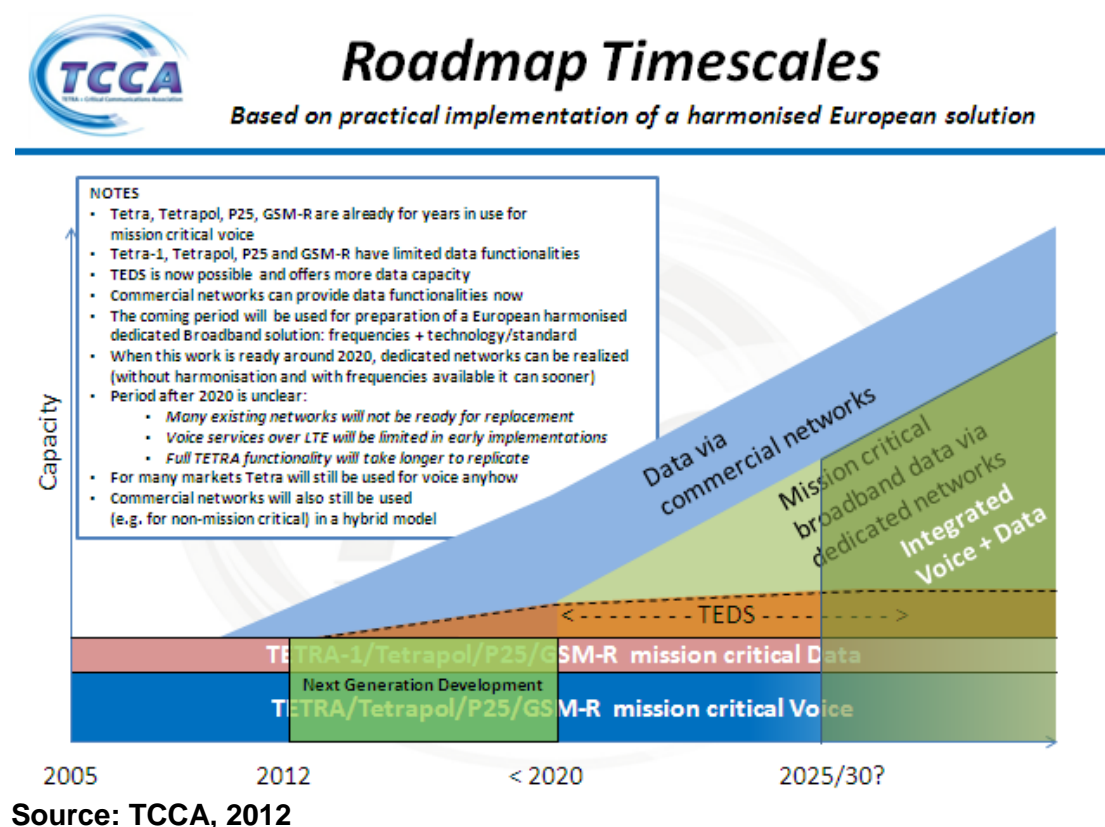 TCCA
TETRA + Critical Communications Association
Roadmap Timescales
Based on practical implementation of a harmonised European solution
NOTES
• Tetra, Tetrapol, P25, GSM-R are already for years in use for
mission critical voice
• Tetra-1, Tetrapol, P25 and GSM-R have limited data functionalities
• TEDS is now possible and offers more data capacity
• Commercial networks can provide data functionalities now
• The coming period will be used for preparation of a European harmonised
dedicated Broadband solution: frequencies + technology/standard
• When this work is ready around 2020, dedicated networks can be realized
(without harmonisation and with frequencies available it can sooner)
• Period after 2020 is unclear:
• Many existing networks will not be ready for replacement
• Voice services over LTE will be limited in early implementations
• Full TETRA functionality will take longer to replicate
• For many markets Tetra will still be used for voice anyhow
• Commercial networks will also still be used
(e.g. for non-mission critical) in a hybrid model
Capacity
Data via
commercial networks
Mission critical
broadband data via
dedicated networks
Integrated
Voice + Data
<- - - - - - - - TEDS - - - - - - - - >
TETRA-1/Tetrapol/P25/GSM-R mission critical Data
Next Generation Development
TETRA/Tetrapol/P25/GSM-R mission critical Voice
2005
2012
< 2020
2025/30?
Source: TCCA, 2012